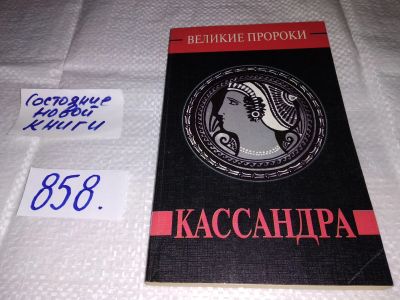 ВЕЛИКИЕ ПРОРОКИ
КАССАНДРА
Состояние
новой
книги
858.